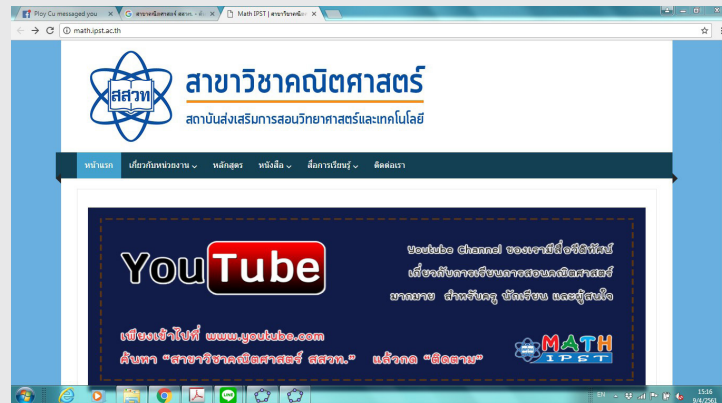 Ploy Cu messaged you
สาขาคณิตศาสตร์ สสวท. - ค้น
Math IPST | สาขาวิชาคณิต
math.ipst.ac.th
สสวท
สาขาวิชาคณิตศาสตร์
สถาบันส่งเสริมการสอนวิทยาศาสตร์และเทคโนโลยี
หน้าแรก เกี่ยวกับหน่วยงาน หลักสูตร หนังสือ สื่อการเรียนรู้ ติดต่อเรา
YouTube
Youtube Channel ของเรามีสื่อวีดิทัศน์
เกี่ยวกับการเรียนการสอนคณิตศาสตร์
มากมาย สำหรับครู นักเรียน และผู้สนใจ
เพียงเข้าไปที่ www.youtube.com
ค้นหา “สาขาวิชาคณิตศาสตร์ สสวท.” แล้วกด “ติดตาม”
MATH
IPST
EN
15:16
9/4/2561